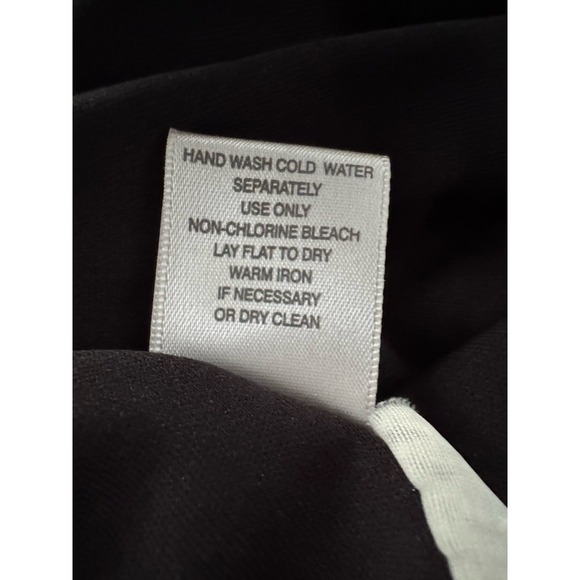 HAND WASH COLD WATER
SEPARATELY
USE ONLY
NON-CHLORINE BLEACH
LAY FLAT TO DRY
WARM IRON
IF NECESSARY
OR DRY CLEAN